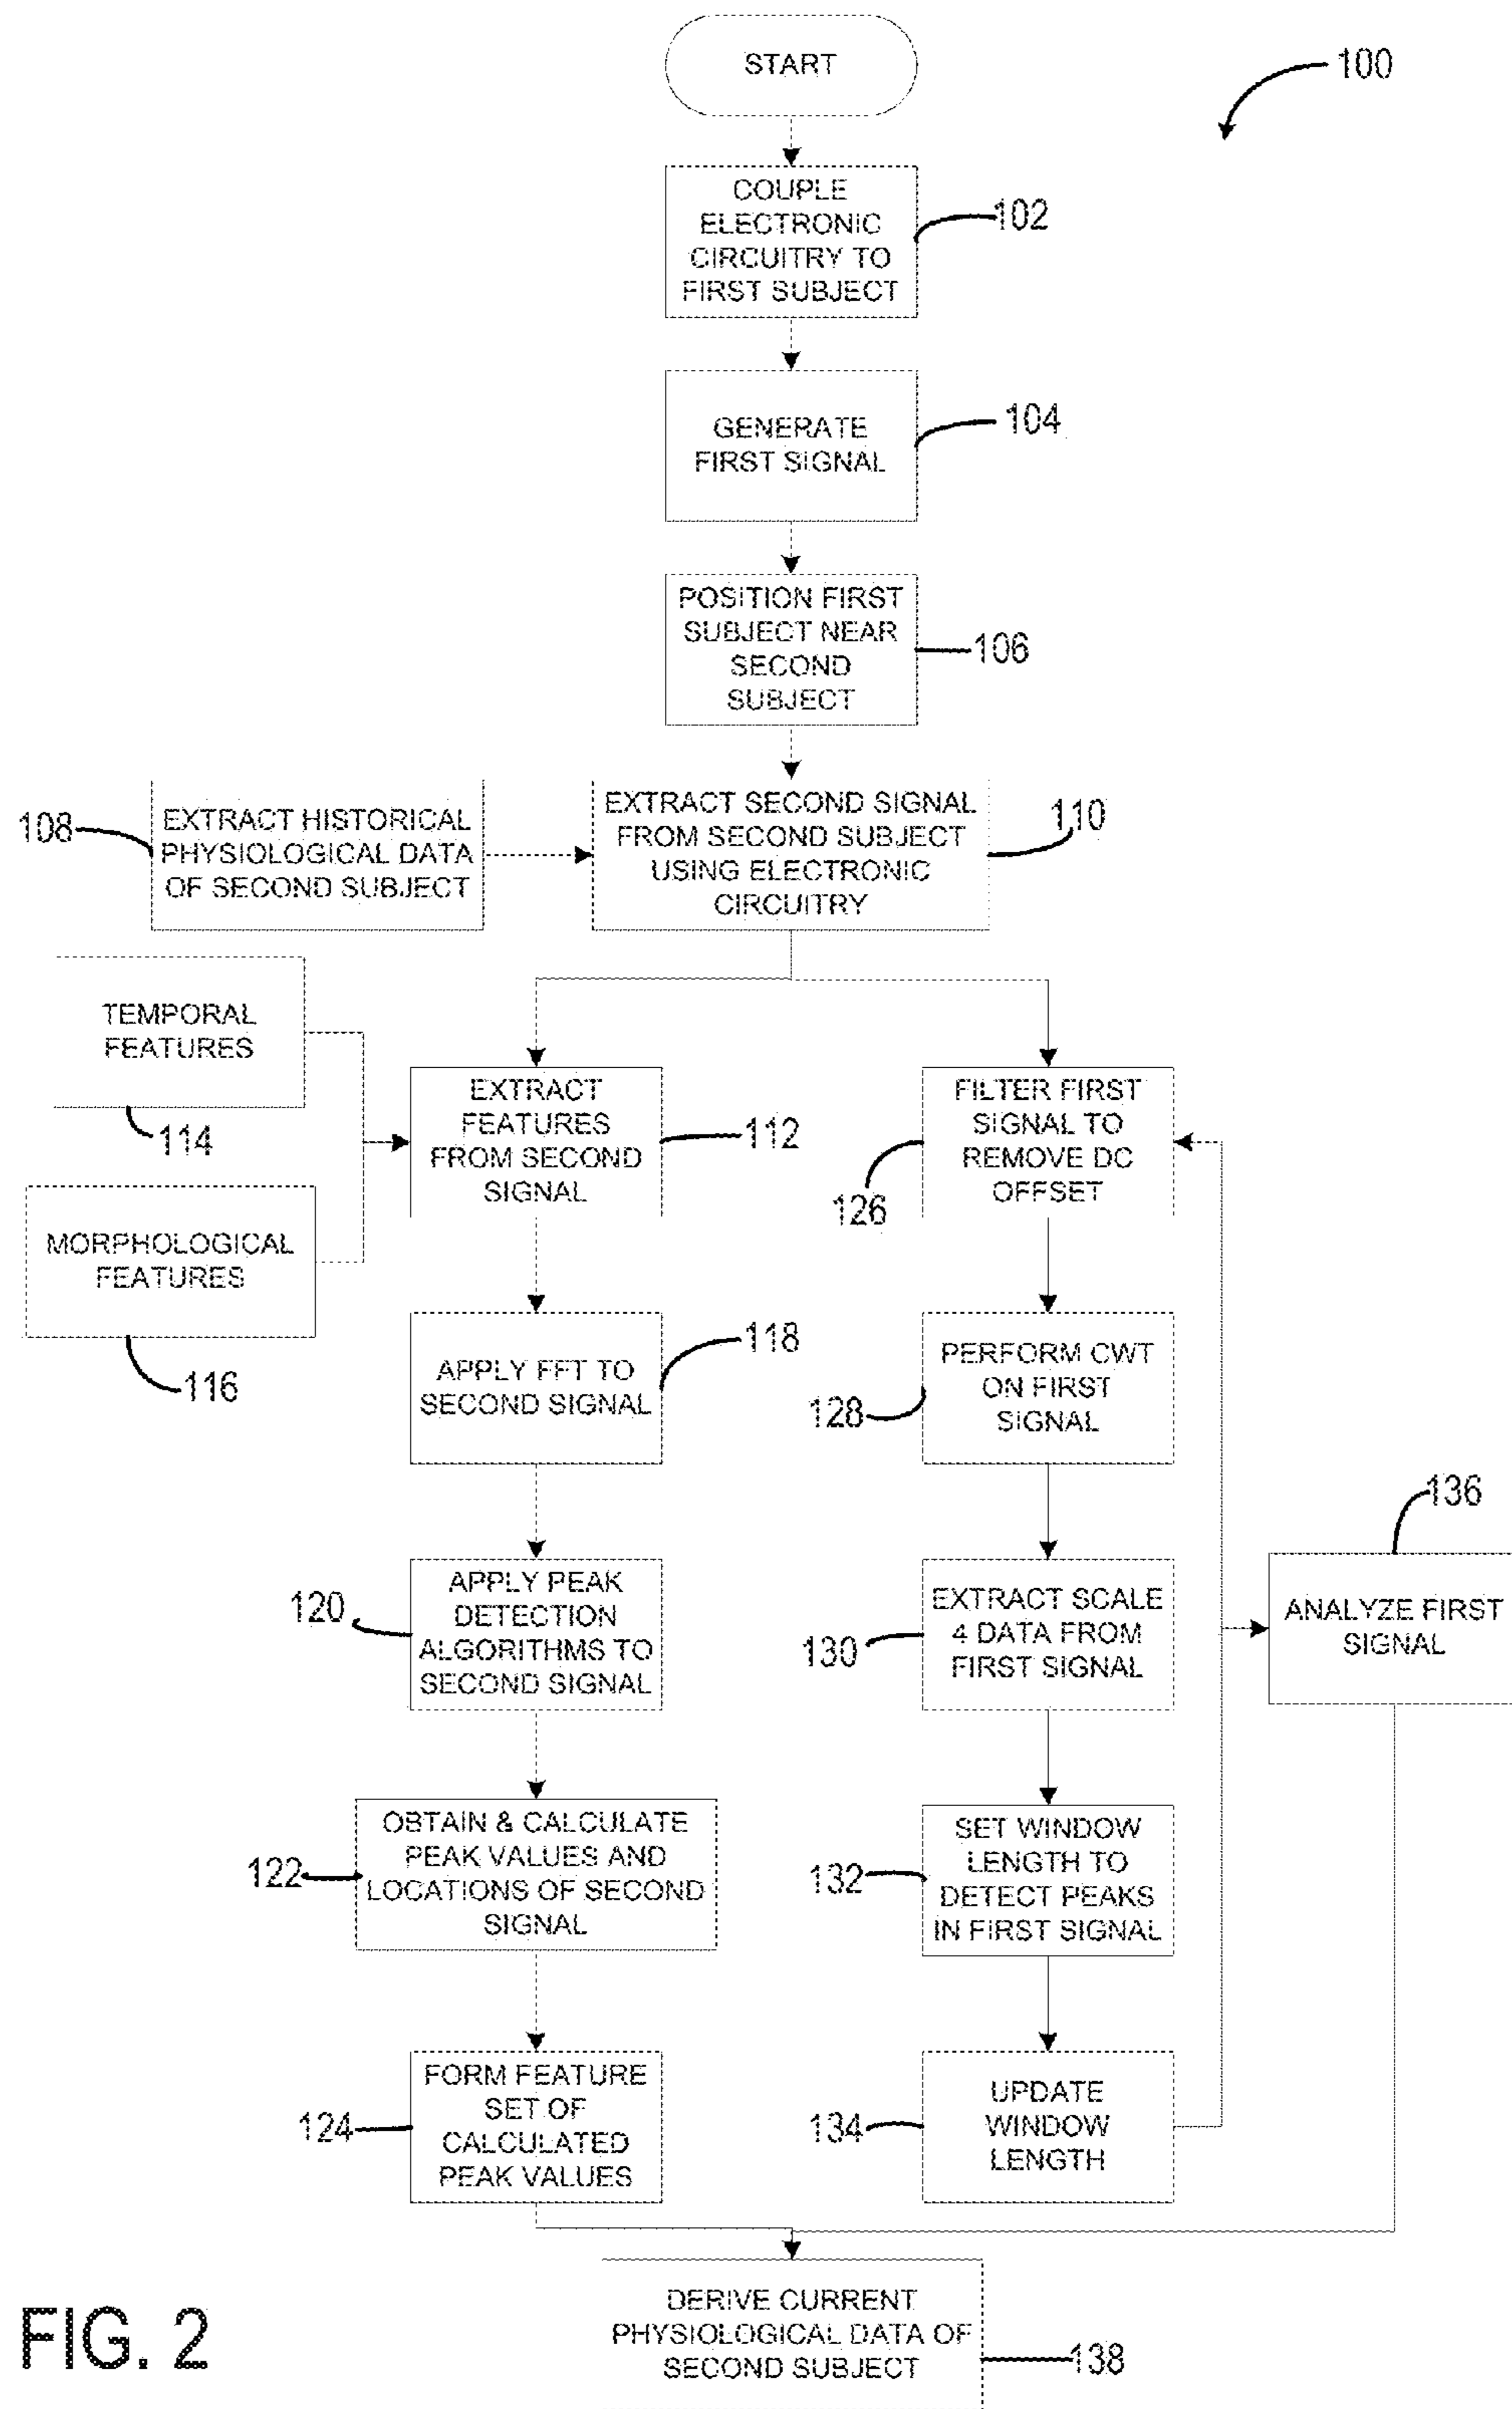 START
100
COUPLE
ELECTRONIC
CIRCUITRY TO
FIRST SUBJECT
102
GENERATE
FIRST SIGNAL
104
POSITION FIRST
SUBJECT NEAR
SECOND
SUBJECT
106
108
EXTRACT HISTORICAL
PHYSIOLOGICAL DATA
OF SECOND SUBJECT
EXTRACT SECOND SIGNAL
FROM SECOND SUBJECT
USING ELECTRONIC
CIRCUITRY
110
TEMPORAL
FEATURES
114
MORPHOLOGICAL
FEATURES
116
EXTRACT
FEATURES
FROM SECOND
SIGNAL
112
FILTER FIRST
SIGNAL TO
REMOVE DC
OFFSET
126
APPLY FFT TO
SECOND SIGNAL
118
PERFORM CWT
ON FIRST
SIGNAL
128
136
ANALYZE FIRST
SIGNAL
APPLY PEAK
DETECTION
ALGORITHMS TO
SECOND SIGNAL
120
EXTRACT SCALE
4 DATA FROM
FIRST SIGNAL
130
OBTAIN & CALCULATE
PEAK VALUES AND
LOCATIONS OF SECOND
SIGNAL
122
SET WINDOW
LENGTH TO
DETECT PEAKS
IN FIRST SIGNAL
132
FORM FEATURE
SET OF
CALCULATED
PEAK VALUES
124
UPDATE
WINDOW
LENGTH
134
DERIVE CURRENT
PHYSIOLOGICAL DATA OF
SECOND SUBJECT
138
FIG. 2